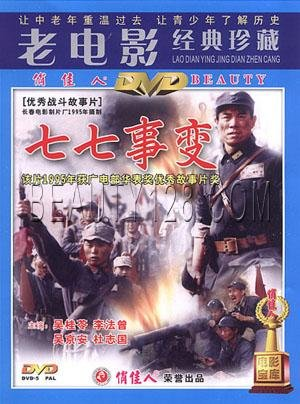 让中老年重温过去 让青少年了解历史
老电影 经典珍藏
LAO DIAN YING JING DIAN ZHEN CANG
俏佳人 DVD BEAUTY
[优秀战斗故事片]
长春电影制片厂1995年摄制
七七事变
该片1995年获广电部华表奖优秀故事片奖
BEAUTY123.COM
主演:吴桂苓 李法曾
吴京安 杜志国
俏佳人
电影宝库
DVD
DVD-5 PAL
俏佳人 荣誉出品